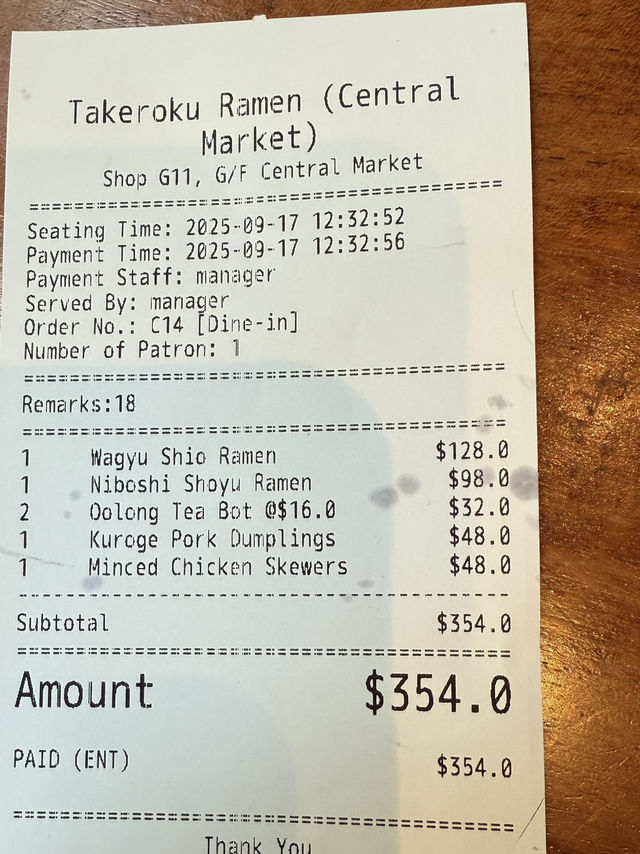 Takeroku Ramen (Central
Market)
Shop G11, G/F Central Market
================================================
Seating Time: 2025-09-17 12:32:52
Payment Time: 2025-09-17 12:32:56
Payment Staff: manager
Served By: manager
Order No.: C14 [Dine-in]
Number of Patron: 1
================================================
Remarks:18
================================================
1 Wagyu Shio Ramen $128.0
1 Niboshi Shoyu Ramen $98.0
2 Oolong Tea Bot @$16.0 $32.0
1 Kuroge Pork Dumplings $48.0
1 Minced Chicken Skewers $48.0
------------------------------------------------
Subtotal $354.0
================================================
Amount $354.0
PAID (ENT) $354.0
================================================
Thank You